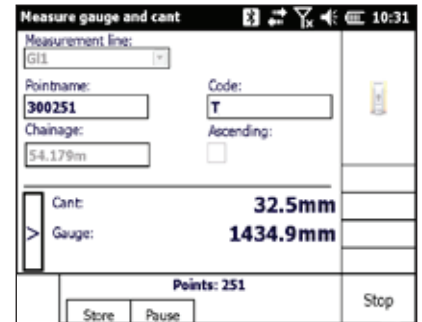 Measure gauge and cant 10:31
Measurement line:
Gl1
Pointname: Code:
300251 T
Chainage: Ascending:
54.179m
Cant: 32.5mm
> Gauge: 1434.9mm
Points: 251
Store Pause Stop